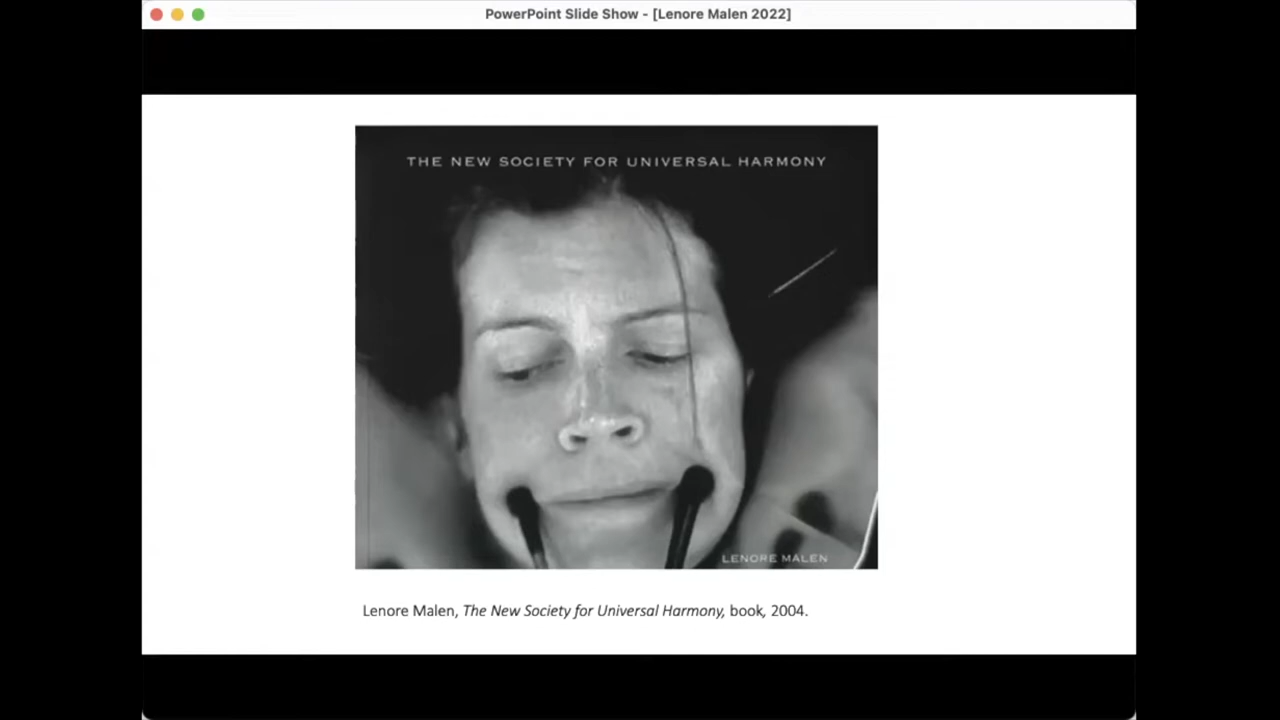 PowerPoint Slide Show - [Lenore Malen 2022]
THE NEW SOCIETY FOR UNIVERSAL HARMONY
LENORE MALEN
Lenore Malen, The New Society for Universal Harmony, book, 2004.